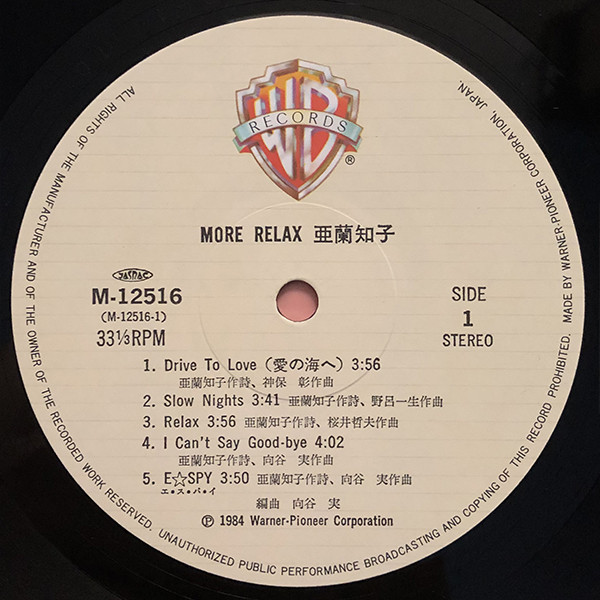 WB
RECORDS
®
MORE RELAX 亜蘭知子
JASRAC
M-12516
(M-12516-1)
33⅓RPM
SIDE
1
STEREO
1. Drive To Love (愛の海へ) 3:56
亜蘭知子作詩、神保 彰作曲
2. Slow Nights 3:41 亜蘭知子作詩、野呂一生作曲
3. Relax 3:56 亜蘭知子作詩、桜井哲夫作曲
4. I Can't Say Good-bye 4:02
亜蘭知子作詩、向谷 実作曲
5. E☆SPY 3:50 亜蘭知子作詩、向谷 実作曲
エ・ス・パ・イ
編曲 向谷 実
Ⓟ 1984 Warner-Pioneer Corporation
ALL RIGHTS OF THE MANUFACTURER AND OF THE OWNER OF THE RECORDED WORK RESERVED. UNAUTHORIZED PUBLIC PERFORMANCE BROADCASTING AND COPYING OF THIS RECORD PROHIBITED. MADE BY WARNER-PIONEER CORPORATION, JAPAN.